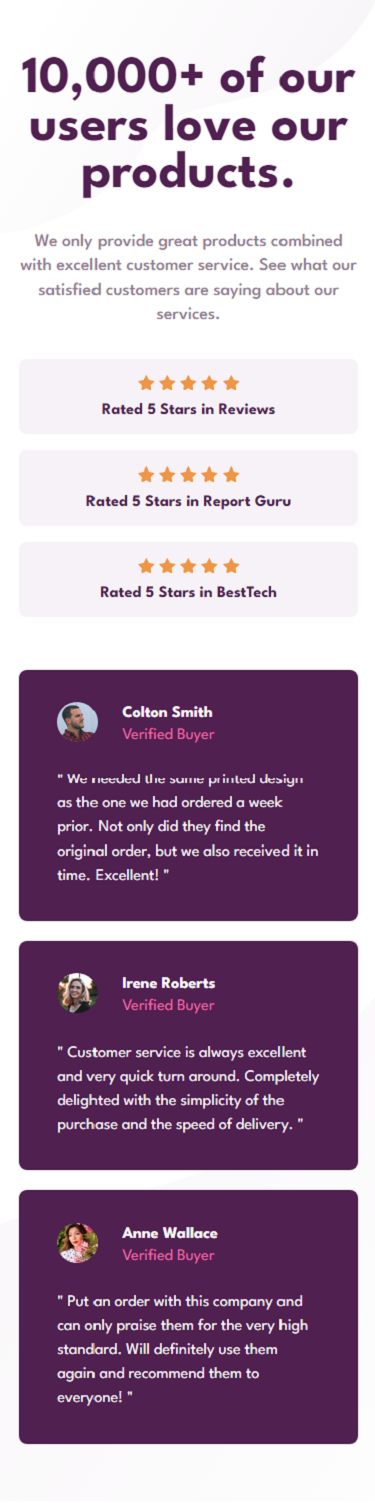 10,000+ of our
users love our
products.
We only provide great products combined
with excellent customer service. See what our
satisfied customers are saying about our
services.
Rated 5 Stars in Reviews
Rated 5 Stars in Report Guru
Rated 5 Stars in BestTech
Colton Smith
Verified Buyer
" We needed the same printed design
as the one we had ordered a week
prior. Not only did they find the
original order, but we also received it in
time. Excellent! "
Irene Roberts
Verified Buyer
" Customer service is always excellent
and very quick turn around. Completely
delighted with the simplicity of the
purchase and the speed of delivery. "
Anne Wallace
Verified Buyer
" Put an order with this company and
can only praise them for the very high
standard. Will definitely use them
again and recommend them to
everyone! "